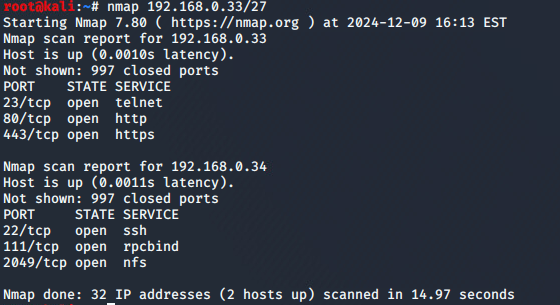 root@kali:~# nmap 192.168.0.33/27
Starting Nmap 7.80 ( https://nmap.org ) at 2024-12-09 16:13 EST
Nmap scan report for 192.168.0.33
Host is up (0.0010s latency).
Not shown: 997 closed ports
PORT    STATE SERVICE
23/tcp  open  telnet
80/tcp  open  http
443/tcp open  https

Nmap scan report for 192.168.0.34
Host is up (0.0011s latency).
Not shown: 997 closed ports
PORT     STATE SERVICE
22/tcp   open  ssh
111/tcp  open  rpcbind
2049/tcp open  nfs

Nmap done: 32 IP addresses (2 hosts up) scanned in 14.97 seconds